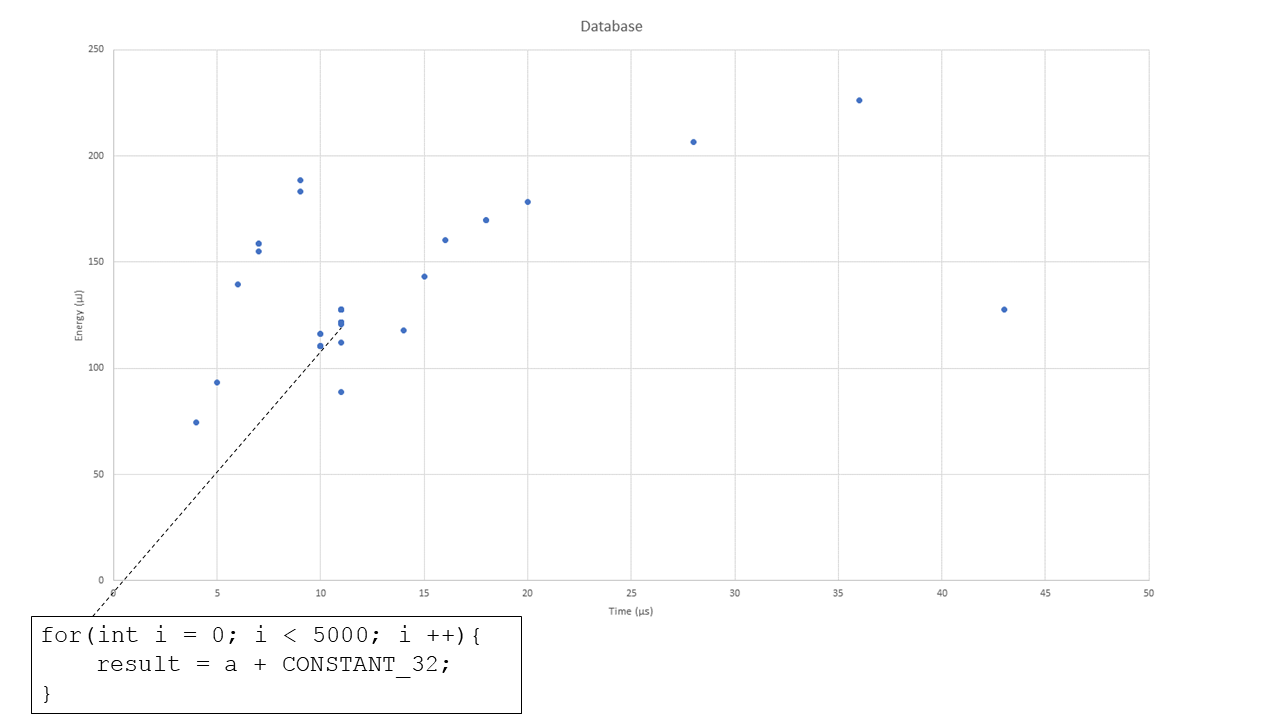 Database
250
200
150
100
50
0
Energy (µJ)
0 5 10 15 20 25 30 35 40 45 50
Time (µs)
for(int i = 0; i < 5000; i ++){
    result = a + CONSTANT_32;
}